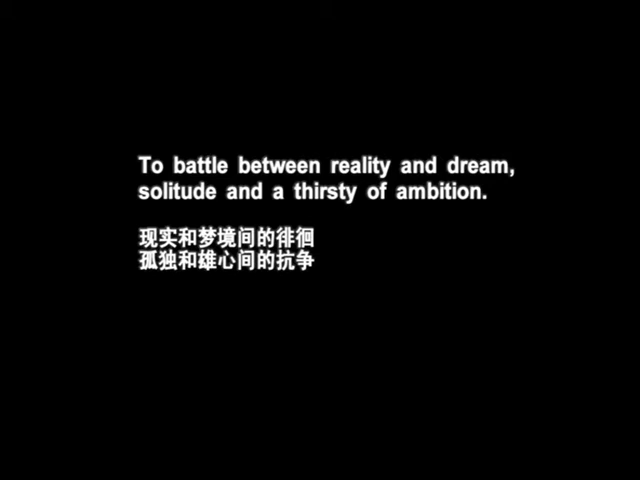 To battle between reality and dream,
solitude and a thirsty of ambition.
现实和梦境间的徘徊
孤独和雄心间的抗争